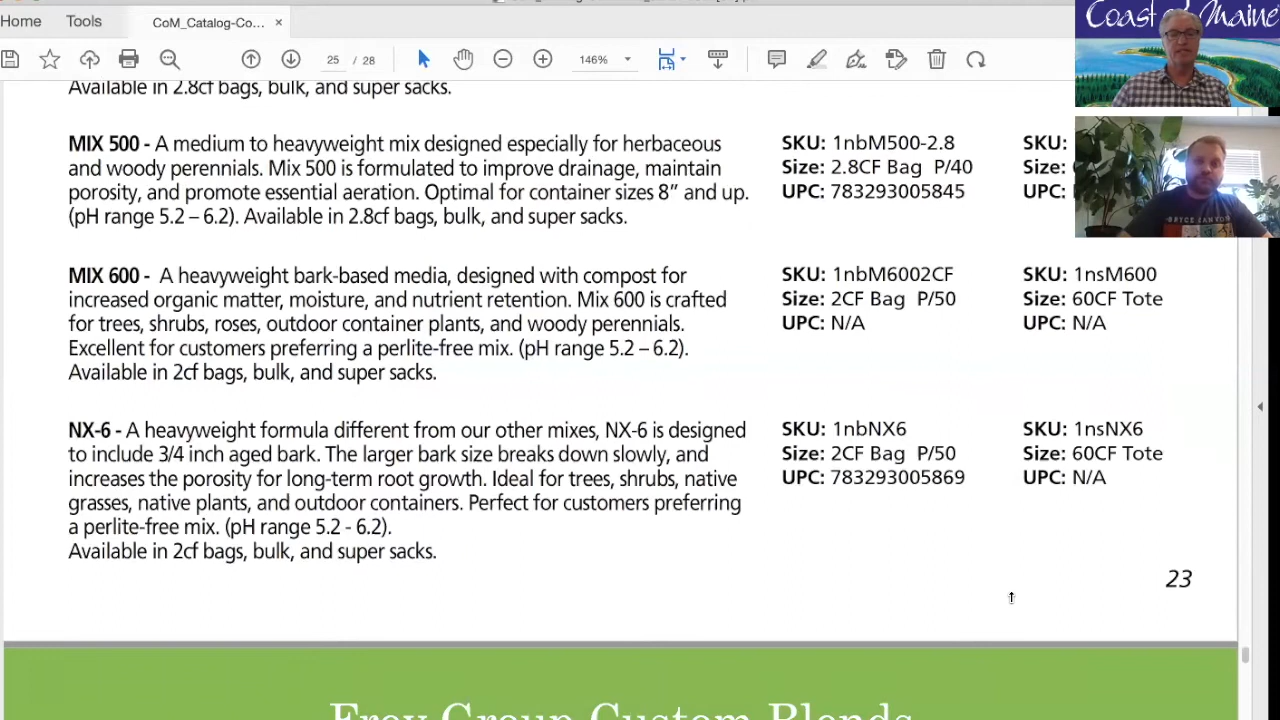 Home Tools CoM_Catalog-Co... ×
25 / 28 146%
Coast of Maine
Available in 2.8cf bags, bulk, and super sacks.
MIX 500 - A medium to heavyweight mix designed especially for herbaceous
and woody perennials. Mix 500 is formulated to improve drainage, maintain
porosity, and promote essential aeration. Optimal for container sizes 8” and up.
(pH range 5.2 – 6.2). Available in 2.8cf bags, bulk, and super sacks.
SKU: 1nbM500-2.8
Size: 2.8CF Bag P/40
UPC: 783293005845
SKU:
Size:
UPC:
BRYCE CANYON
MIX 600 - A heavyweight bark-based media, designed with compost for
increased organic matter, moisture, and nutrient retention. Mix 600 is crafted
for trees, shrubs, roses, outdoor container plants, and woody perennials.
Excellent for customers preferring a perlite-free mix. (pH range 5.2 – 6.2).
Available in 2cf bags, bulk, and super sacks.
SKU: 1nbM6002CF
Size: 2CF Bag P/50
UPC: N/A
SKU: 1nsM600
Size: 60CF Tote
UPC: N/A
NX-6 - A heavyweight formula different from our other mixes, NX-6 is designed
to include 3/4 inch aged bark. The larger bark size breaks down slowly, and
increases the porosity for long-term root growth. Ideal for trees, shrubs, native
grasses, native plants, and outdoor containers. Perfect for customers preferring
a perlite-free mix. (pH range 5.2 - 6.2).
Available in 2cf bags, bulk, and super sacks.
SKU: 1nbNX6
Size: 2CF Bag P/50
UPC: 783293005869
SKU: 1nsNX6
Size: 60CF Tote
UPC: N/A
23
Frey Group Custom Blends